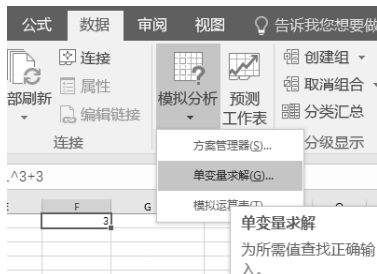 公式 数据 审阅 视图 告诉我您想要做
连接 创建组
属性 取消组合
部刷新 编辑链接 模拟分析 预测工作表 分类汇总
连接 分级显示
方案管理器(S)...
单变量求解(G)...
模拟运算表(T)...
^3+3
F G
3
单变量求解
为所需值查找正确输
入。